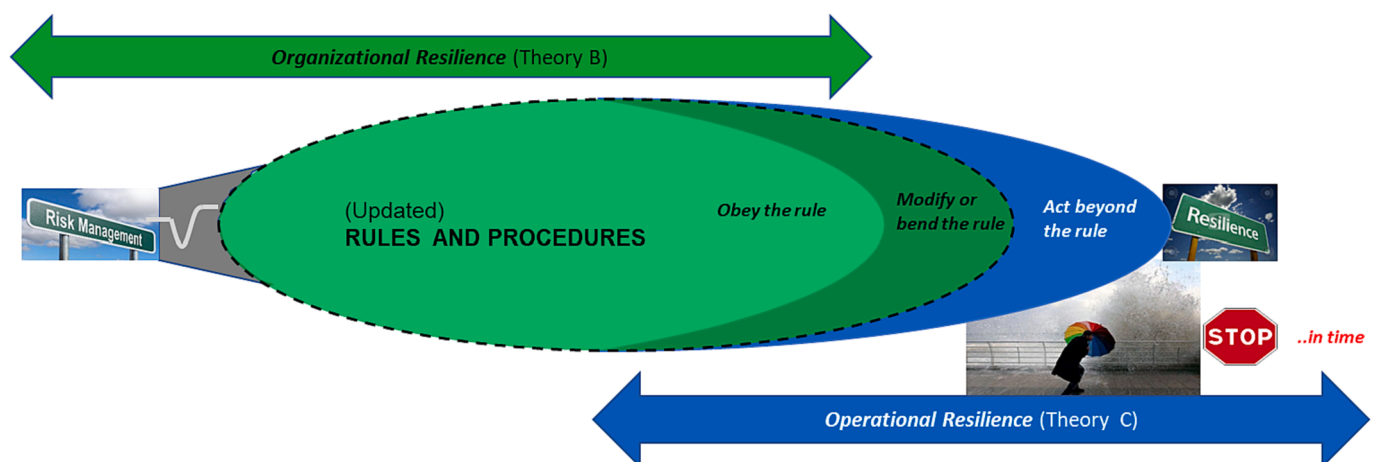 Organizational Resilience (Theory B)
Risk Management
(Updated)
RULES AND PROCEDURES
Obey the rule
Modify or
bend the rule
Act beyond
the rule
Resilience
STOP
..in time
Operational Resilience (Theory C)